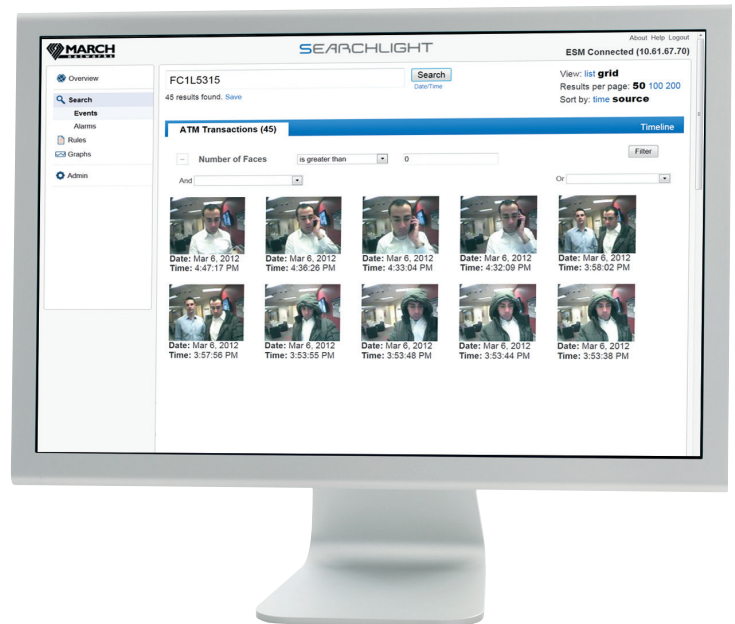 About Help Logout
MARCH
NETWORKS
SEARCHLIGHT
ESM Connected (10.61.67.70)
Overview
Search
Events
Alarms
Rules
Graphs
Admin
FC1L5315
Search
Date/Time
45 results found. Save
View: list grid
Results per page: 50 100 200
Sort by: time source
ATM Transactions (45)
Timeline
Number of Faces
is greater than
0
Filter
And
Or
Date: Mar 6, 2012
Time: 4:47:17 PM
Date: Mar 6, 2012
Time: 4:36:26 PM
Date: Mar 6, 2012
Time: 4:33:04 PM
Date: Mar 6, 2012
Time: 4:32:09 PM
Date: Mar 6, 2012
Time: 3:58:02 PM
Date: Mar 6, 2012
Time: 3:57:56 PM
Date: Mar 6, 2012
Time: 3:53:55 PM
Date: Mar 6, 2012
Time: 3:53:48 PM
Date: Mar 6, 2012
Time: 3:53:44 PM
Date: Mar 6, 2012
Time: 3:53:38 PM